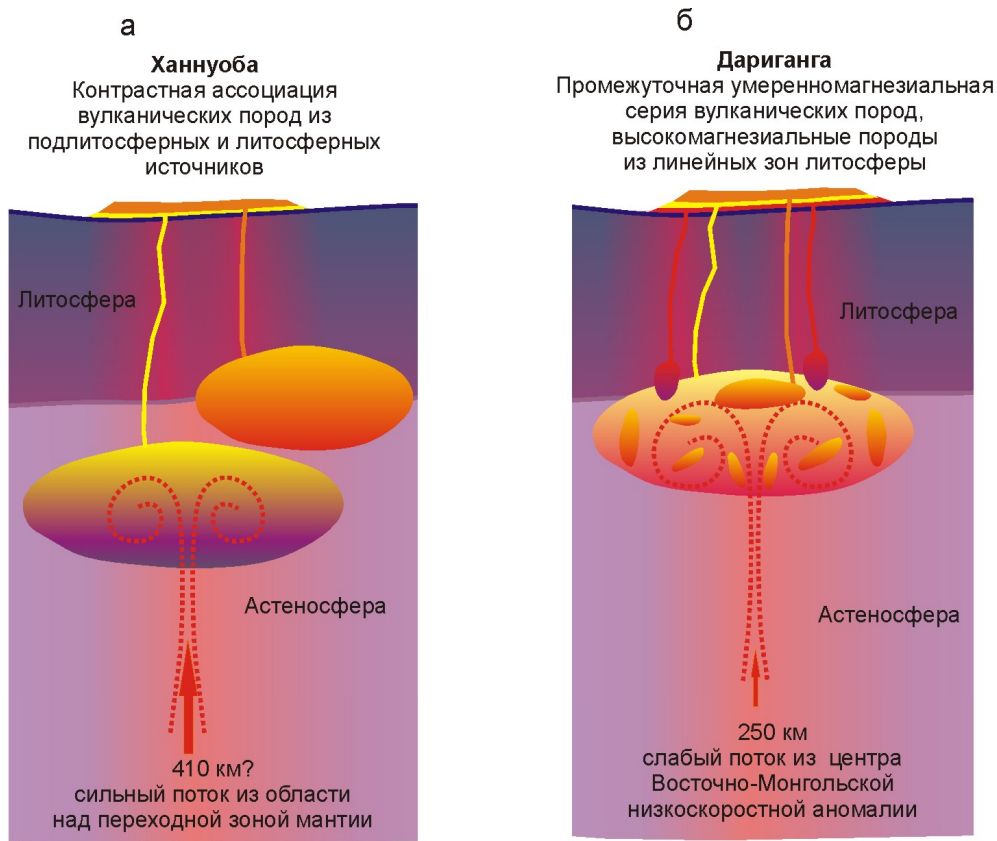 а
Ханнуоба
Контрастная ассоциация
вулканических пород из
подлитосферных и литосферных
источников
Литосфера
Астеносфера
410 км?
сильный поток из области
над переходной зоной мантии
б
Дариганга
Промежуточная умеренномагнезиальная
серия вулканических пород,
высокомагнезиальные породы
из линейных зон литосферы
Литосфера
Астеносфера
250 км
слабый поток из центра
Восточно-Монгольской
низкоскоростной аномалии